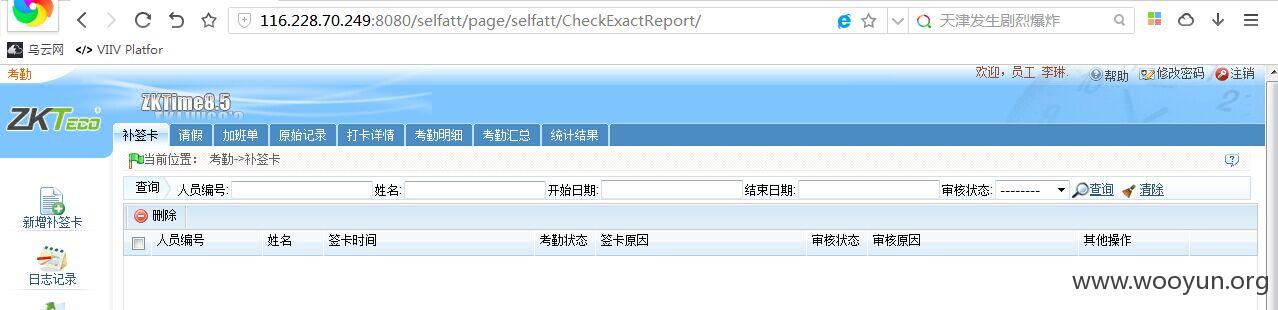 116.228.70.249:8080/selfatt/page/selfatt/CheckExactReport/ 天津发生剧烈爆炸
乌云网 </> VIIV Platfor
考勤 欢迎，员工 李琳. 帮助 修改密码 注销
ZKTeco ZKTime8.5
补签卡 请假 加班单 原始记录 打卡详情 考勤明细 考勤汇总 统计结果
当前位置： 考勤->补签卡
查询 人员编号: 姓名: 开始日期: 结束日期: 审核状态: -------- 查询 清除
新增补签卡
删除
人员编号 姓名 签卡时间 考勤状态 签卡原因 审核状态 审核原因 其他操作
日志记录
www.wooyun.org